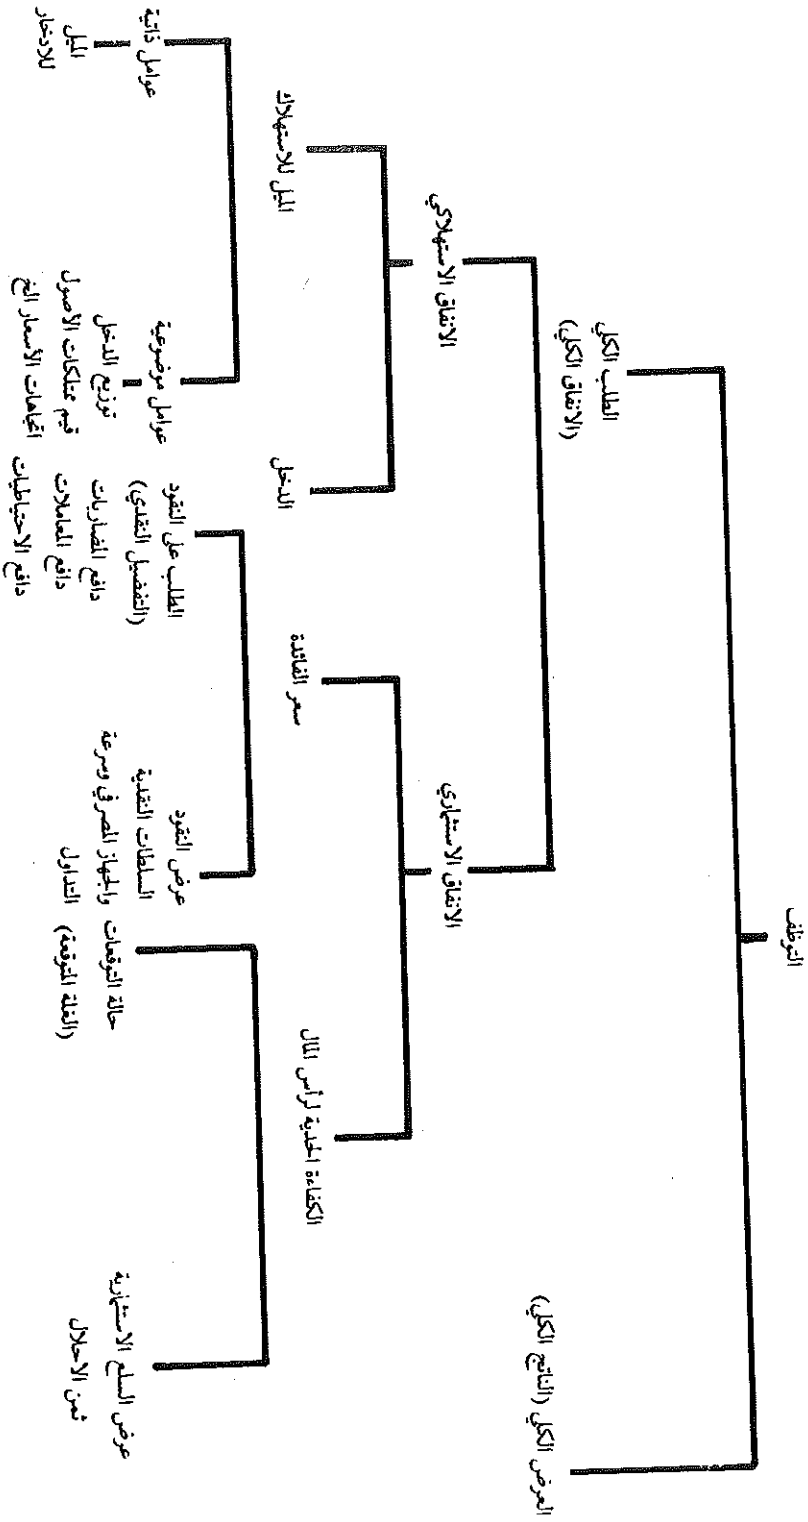 التوظف
الطلب الكلي
(الانفاق الكلي)
العرض الكلي (الناتج الكلي)
الانفاق الاستهلاكي
الانفاق الاستثماري
الميل للاستهلاك
الدخل
سعر الفائدة
الكفاءة الحدية لرأس المال
عوامل ذاتية
الميل
للادخار
عوامل موضوعية
توزيع الدخل
قيم ممتلكات الأصول
اتجاهات الأسعار الخ
الطلب على النقود
(التفضيل النقدي)
دافع المضاربات
دافع المعاملات
دافع الاحتياطيات
عرض النقود
السلطات النقدية
والجهاز المصرفي وسرعة
التداول
حالة التوقعات
(الغلة المتوقعة)
عرض السلع الاستثمارية
ثمن الاحلال